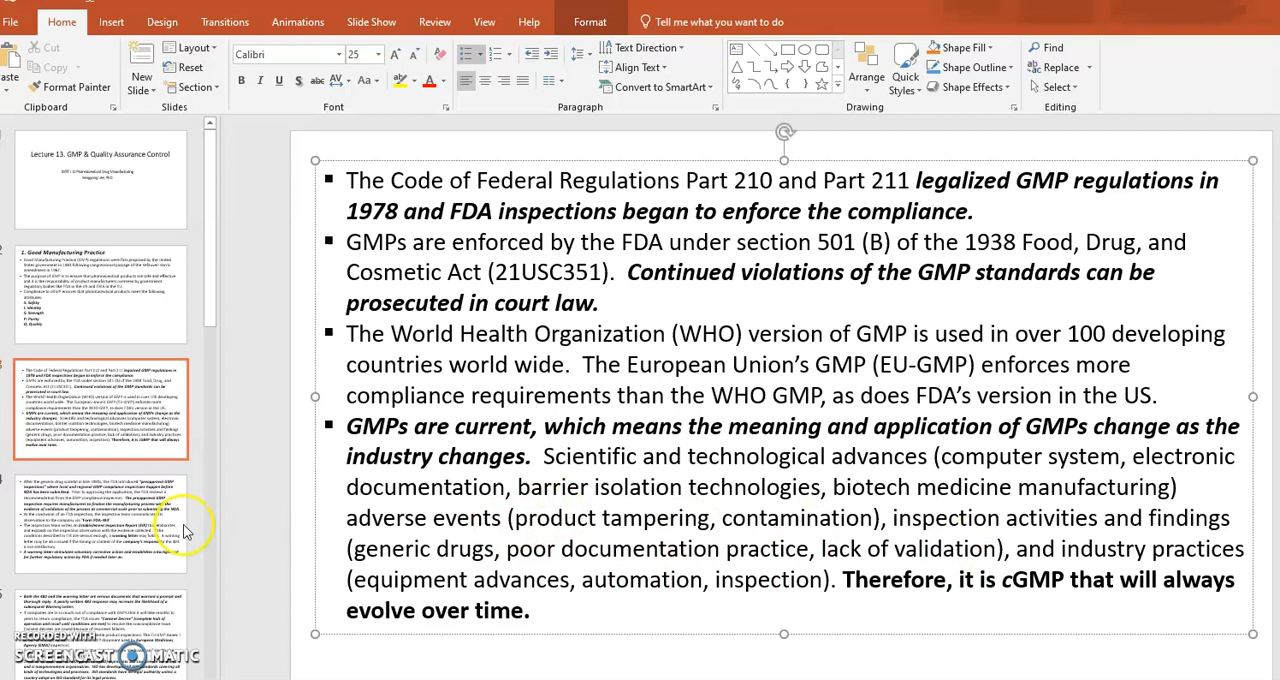 File Home Insert Design Transitions Animations Slide Show Review View Help Format Tell me what you want to do
Cut
Copy
Format Painter
Clipboard
New Slide
Layout
Reset
Section
Slides
Calibri 25
B I U S abc AV Aa A
Font
Text Direction
Align Text
Convert to SmartArt
Paragraph
Arrange
Quick Styles
Shape Fill
Shape Outline
Shape Effects
Drawing
Find
Replace
Select
Editing
Lecture 13. GMP & Quality Assurance Control
1. Good Manufacturing Practice
▪ The Code of Federal Regulations Part 210 and Part 211 legalized GMP regulations in
1978 and FDA inspections began to enforce the compliance.
▪ GMPs are enforced by the FDA under section 501 (B) of the 1938 Food, Drug, and
Cosmetic Act (21USC351). Continued violations of the GMP standards can be
prosecuted in court law.
▪ The World Health Organization (WHO) version of GMP is used in over 100 developing
countries world wide. The European Union's GMP (EU-GMP) enforces more
compliance requirements than the WHO GMP, as does FDA's version in the US.
▪ GMPs are current, which means the meaning and application of GMPs change as the
industry changes. Scientific and technological advances (computer system, electronic
documentation, barrier isolation technologies, biotech medicine manufacturing)
adverse events (product tampering, contamination), inspection activities and findings
(generic drugs, poor documentation practice, lack of validation), and industry practices
(equipment advances, automation, inspection). Therefore, it is cGMP that will always
evolve over time.
RECORDED WITH
SCREENCAST MATIC